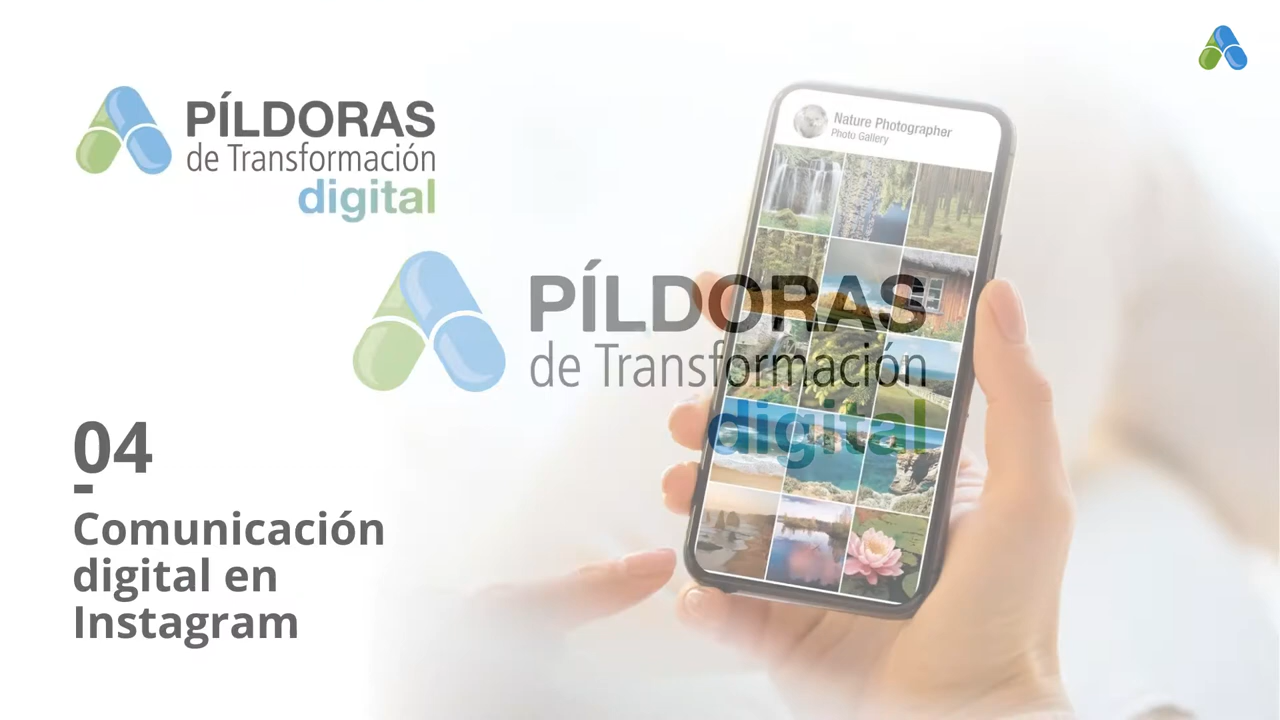 PÍLDORAS
de Transformación
digital
Nature Photographer
Photo Gallery
PÍLDORAS
de Transformación
digital
04
-
Comunicación
digital en
Instagram